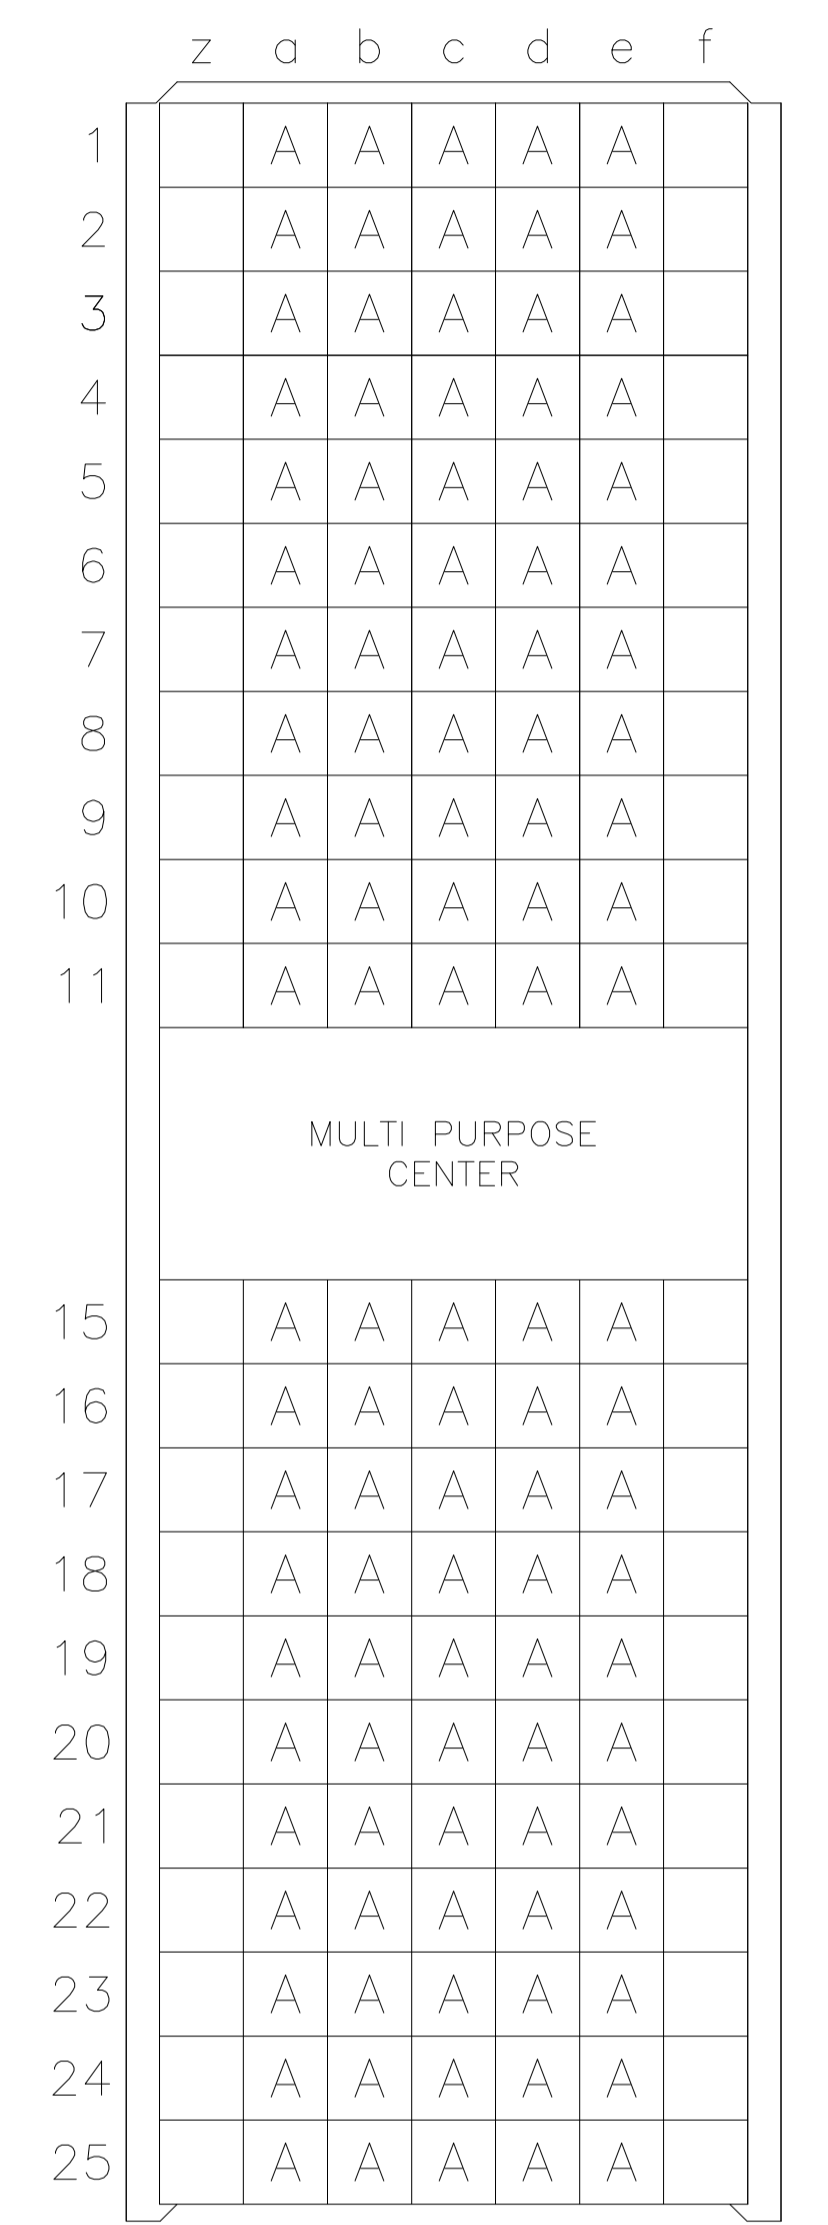 z a b c d e f
1 A A A A A
2 A A A A A
3 A A A A A
4 A A A A A
5 A A A A A
6 A A A A A
7 A A A A A
8 A A A A A
9 A A A A A
10 A A A A A
11 A A A A A
MULTI PURPOSE
CENTER
15 A A A A A
16 A A A A A
17 A A A A A
18 A A A A A
19 A A A A A
20 A A A A A
21 A A A A A
22 A A A A A
23 A A A A A
24 A A A A A
25 A A A A A